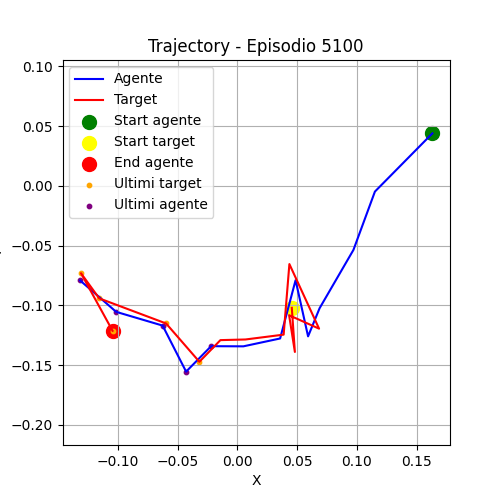 Trajectory - Episodio 5100
Agente
Target
Start agente
Start target
End agente
Ultimi target
Ultimi agente
0.10
0.05
0.00
−0.05
−0.10
−0.15
−0.20
−0.10
−0.05
0.00
0.05
0.10
0.15
X